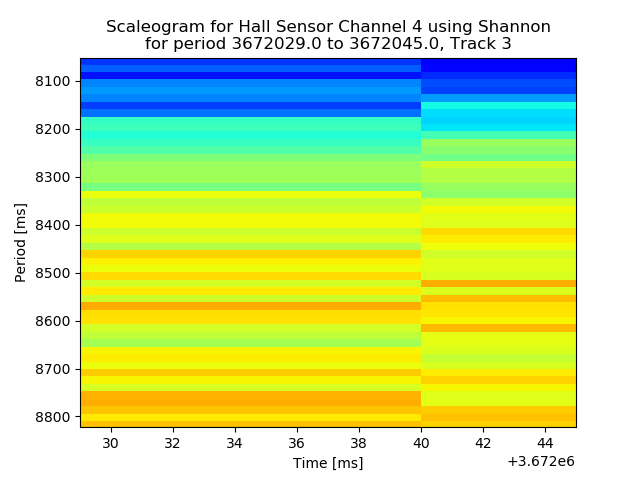 Scaleogram for Hall Sensor Channel 4 using Shannon
for period 3672029.0 to 3672045.0, Track 3
Period [ms]
8100
8200
8300
8400
8500
8600
8700
8800
30 32 34 36 38 40 42 44
Time [ms]
+3.672e6